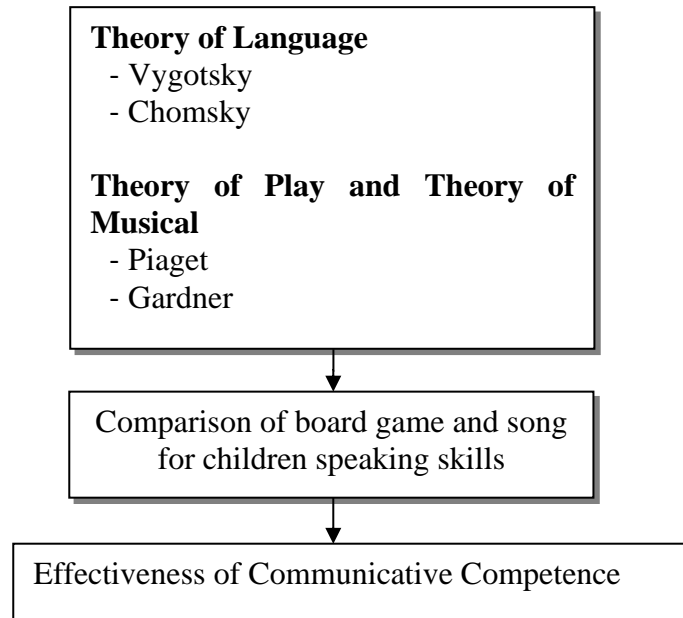 Theory of Language
- Vygotsky
- Chomsky
Theory of Play and Theory of
Musical
- Piaget
- Gardner
Comparison of board game and song
for children speaking skills
Effectiveness of Communicative Competence